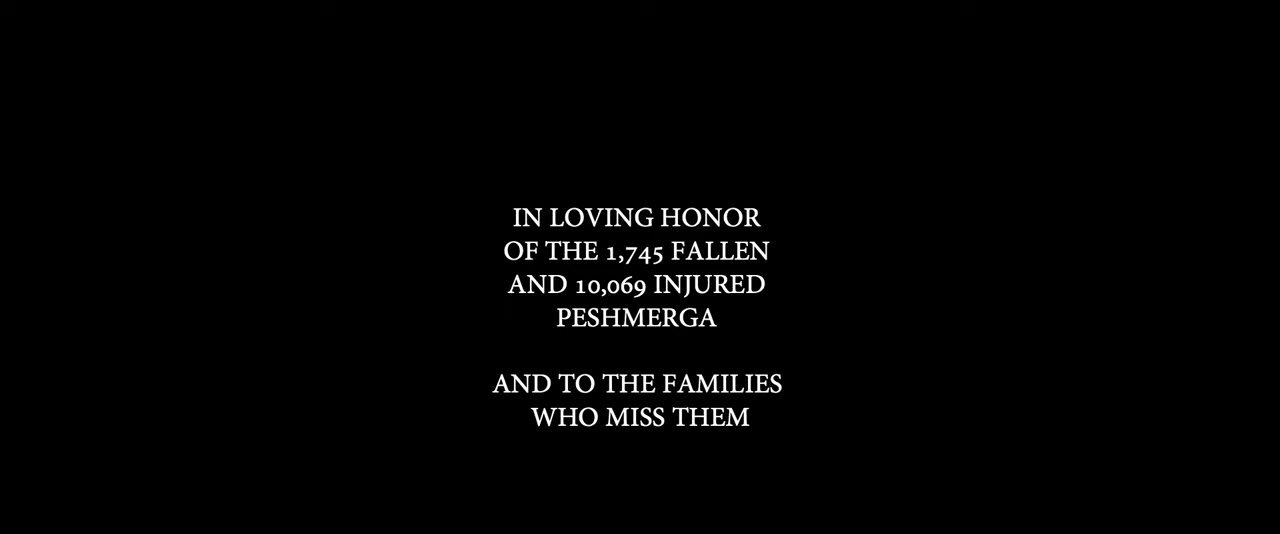 IN LOVING HONOR
OF THE 1,745 FALLEN
AND 10,069 INJURED
PESHMERGA
AND TO THE FAMILIES
WHO MISS THEM